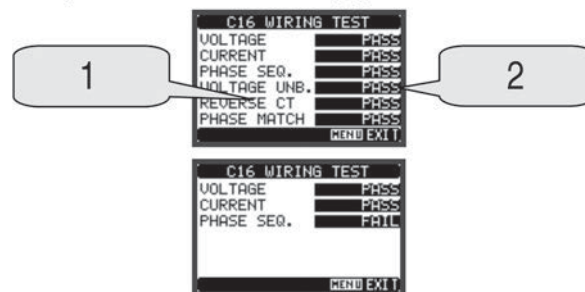 C16 WIRING TEST
VOLTAGE PASS
CURRENT PASS
PHASE SEQ. PASS
VOLTAGE UNB. PASS
REVERSE CT PASS
PHASE MATCH PASS
MENU EXIT
1
2
C16 WIRING TEST
VOLTAGE PASS
CURRENT PASS
PHASE SEQ. FAIL
MENU EXIT